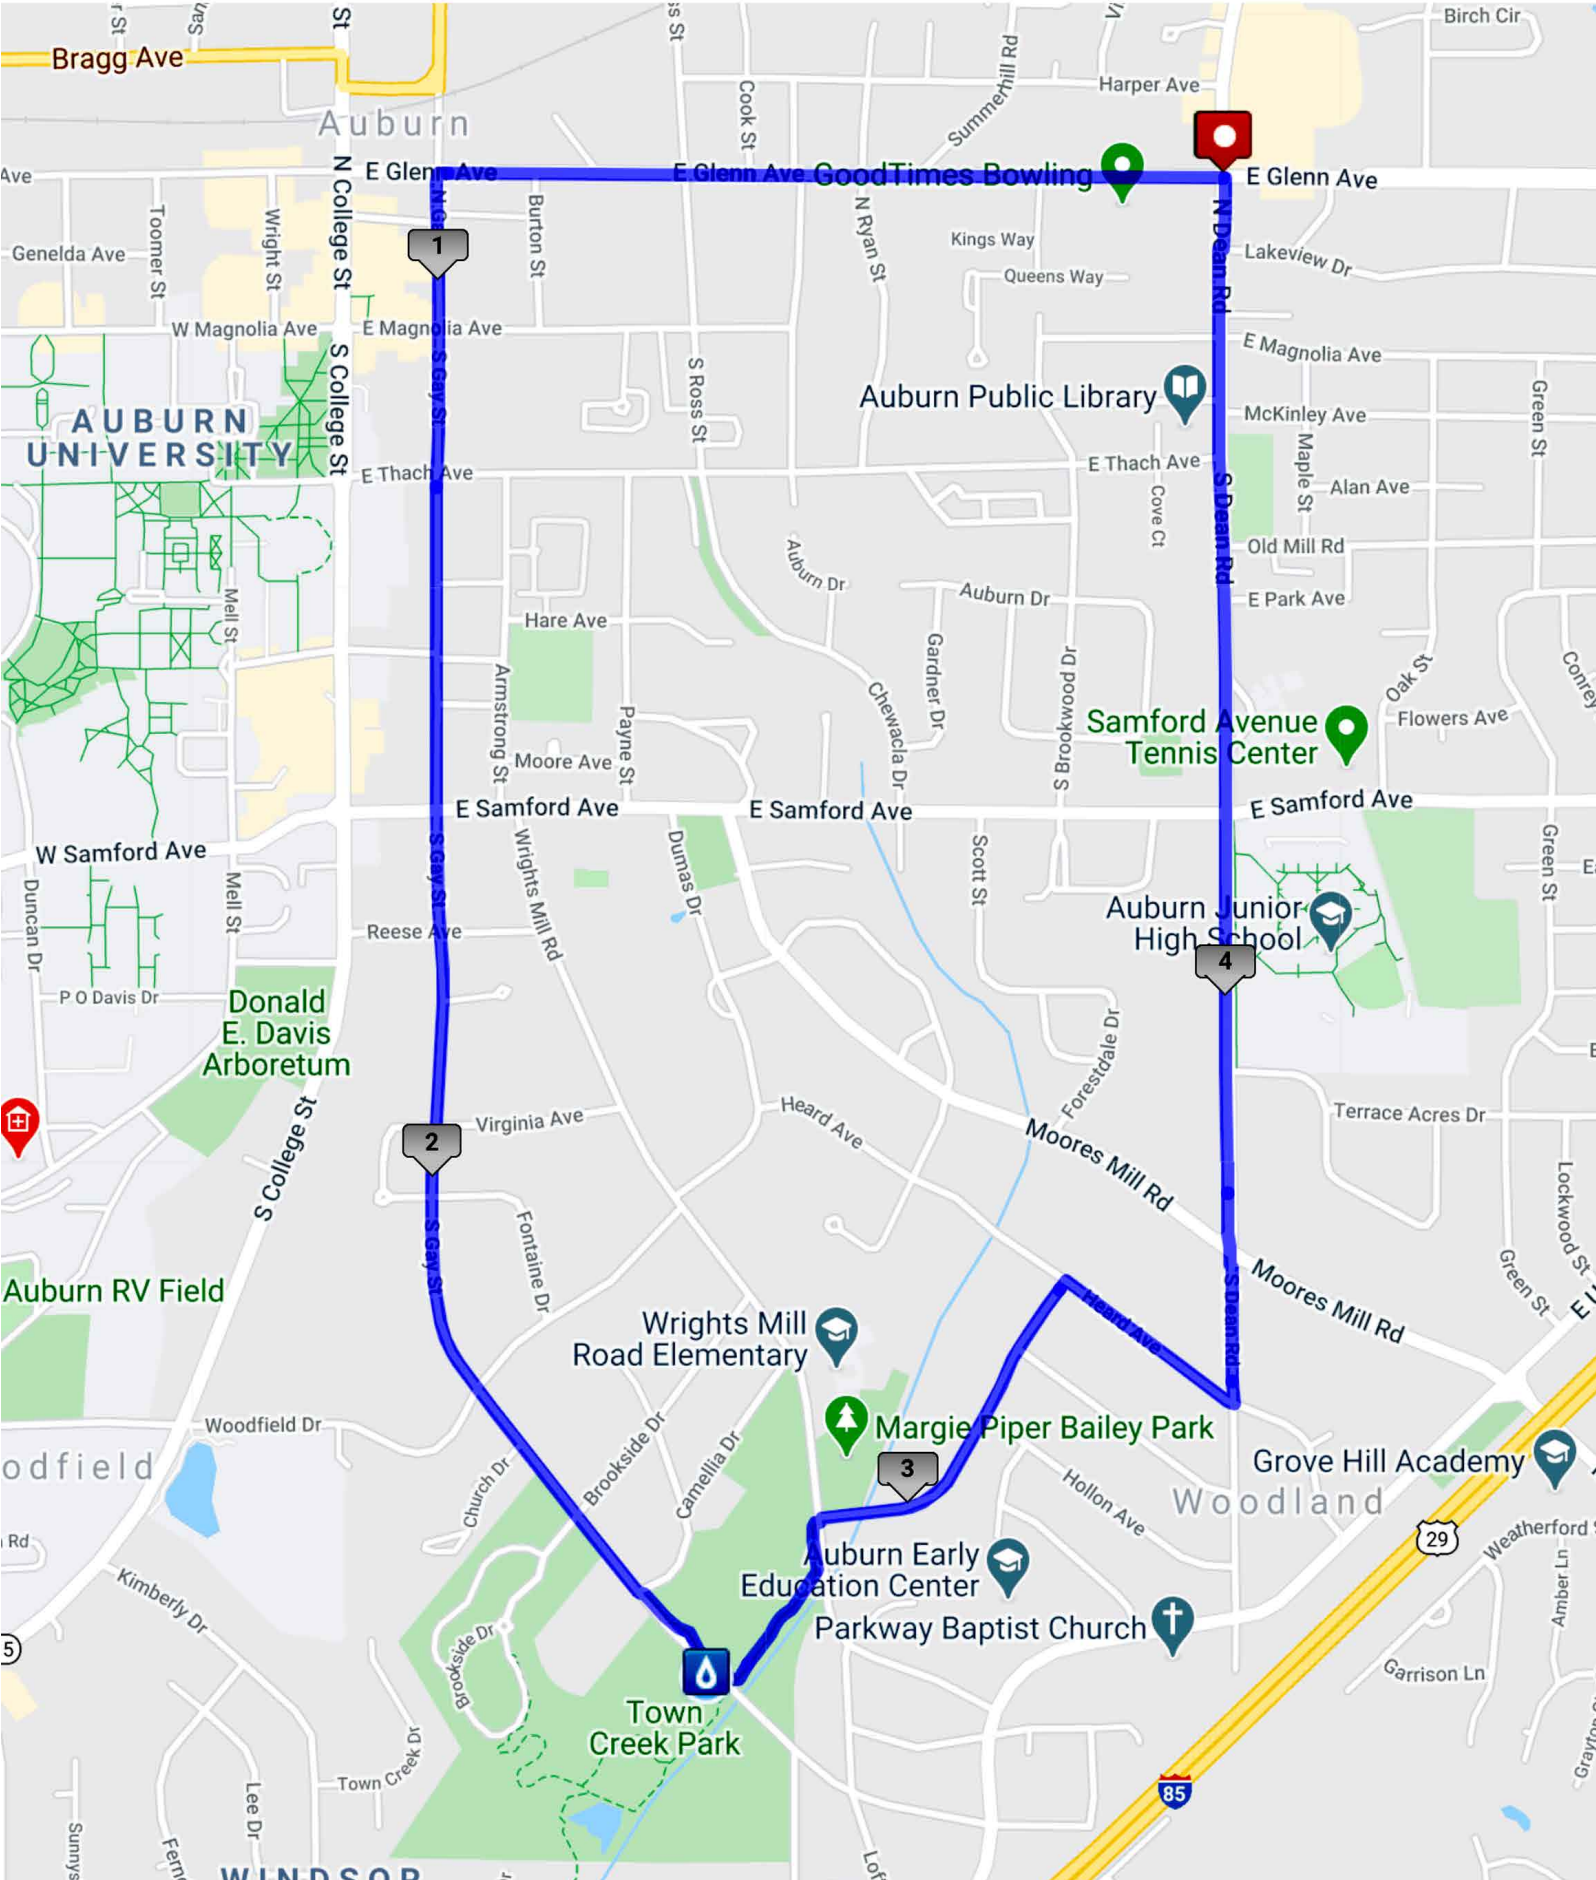 St
Bragg Ave
Birch Cir
Summerhill Rd
Harper Ave
Cook St
Auburn
Ave
E Glenn Ave
E Glenn Ave
GoodTimes Bowling
E Glenn Ave
N College St
Toomer St
Wright St
Burton St
N Ryan St
N Dean Rd
1
Kings Way
Lakeview Dr
Genelda Ave
Queens Way
W Magnolia Ave
E Magnolia Ave
E Magnolia Ave
S College St
S Gay St
S Ross St
Auburn Public Library
McKinley Ave
Green St
Maple St
AUBURN
UNIVERSITY
E Thach Ave
E Thach Ave
Cove Ct
S Dean Rd
Alan Ave
Old Mill Rd
Auburn Dr
Auburn Dr
E Park Ave
Mell St
Hare Ave
Gardner Dr
S Brookwood Dr
Armstrong St
Payne St
Chewacla Dr
Oak St
Flowers Ave
Samford Avenue
Tennis Center
Moore Ave
E Samford Ave
E Samford Ave
E Samford Ave
W Samford Ave
Duncan Dr
Mell St
S Gay St
Wrights Mill Rd
Dumas Dr
Scott St
Green St
Auburn Junior
High School
Reese Ave
4
P O Davis Dr
Donald
E. Davis
Arboretum
Forestdale Dr
Virginia Ave
Heard Ave
Terrace Acres Dr
2
Moores Mill Rd
S College St
Fontaine Dr
S Gay St
Lockwood St
Green St
Auburn RV Field
Moores Mill Rd
Heard Ave
S Dean Rd
Wrights Mill
Road Elementary
Woodfield Dr
Margie Piper Bailey Park
odfield
Church Dr
Brookside Dr
Camellia Dr
3
Hollon Ave
Grove Hill Academy
Woodland
Rd
29
Weatherford
Auburn Early
Education Center
Amber Ln
Kimberly Dr
Parkway Baptist Church
5
Brookside Dr
Garrison Ln
Town
Creek Park
Town Creek Dr
Lee Dr
85
WINDSOR